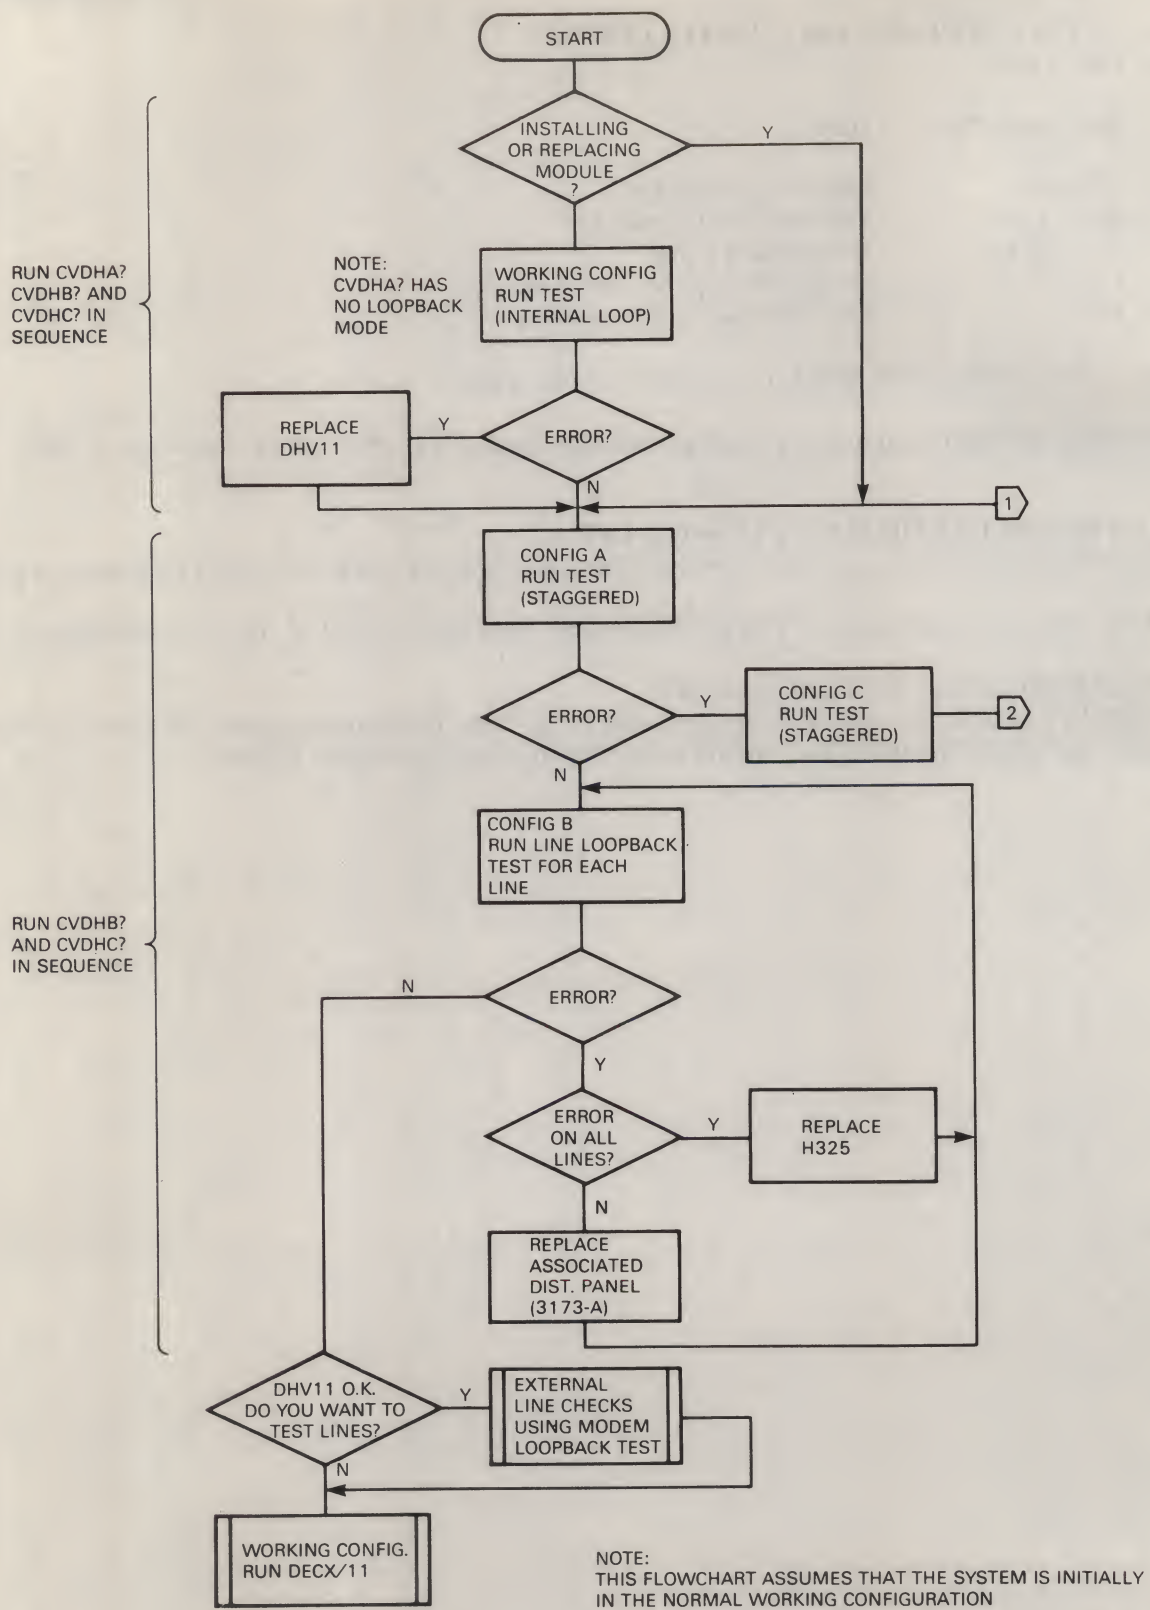 START
INSTALLING
OR REPLACING
MODULE
?
Y
RUN CVDHA?
CVDHB? AND
CVDHC? IN
SEQUENCE
NOTE:
CVDHA? HAS
NO LOOPBACK
MODE
WORKING CONFIG
RUN TEST
(INTERNAL LOOP)
REPLACE
DHV11
Y
ERROR?
N
1
CONFIG A
RUN TEST
(STAGGERED)
ERROR?
Y
CONFIG C
RUN TEST
(STAGGERED)
2
N
CONFIG B
RUN LINE LOOPBACK
TEST FOR EACH
LINE
RUN CVDHB?
AND CVDHC?
IN SEQUENCE
N
ERROR?
Y
ERROR
ON ALL
LINES?
Y
REPLACE
H325
N
REPLACE
ASSOCIATED
DIST. PANEL
(3173-A)
DHV11 O.K.
DO YOU WANT TO
TEST LINES?
Y
EXTERNAL
LINE CHECKS
USING MODEM
LOOPBACK TEST
N
WORKING CONFIG.
RUN DECX/11
NOTE:
THIS FLOWCHART ASSUMES THAT THE SYSTEM IS INITIALLY
IN THE NORMAL WORKING CONFIGURATION